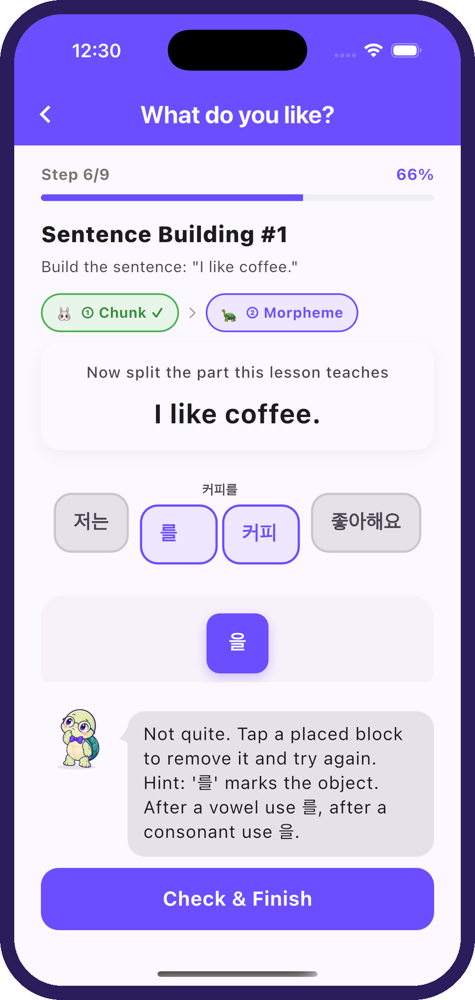 12:30
What do you like?
Step 6/9
66%
Sentence Building #1
Build the sentence: "I like coffee."
① Chunk ✓
② Morpheme
Now split the part this lesson teaches
I like coffee.
커피를
저는 를 커피 좋아해요
을
Not quite. Tap a placed block
to remove it and try again.
Hint: '를' marks the object.
After a vowel use 를, after a
consonant use 을.
Check & Finish